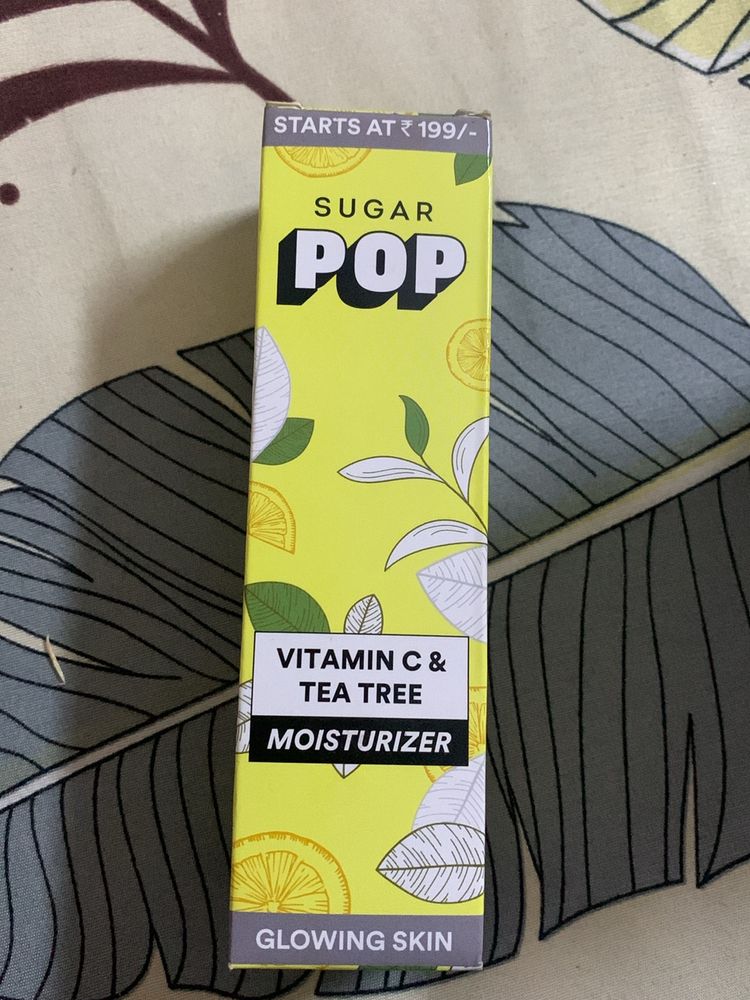 STARTS AT ₹ 199/-
SUGAR
POP
VITAMIN C &
TEA TREE
MOISTURIZER
GLOWING SKIN